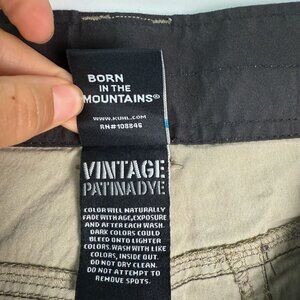 BORN
IN THE
MOUNTAINS®
WWW.KUHL.COM
RN#108846
VINTAGE
PATINADYE
COLOR WILL NATURALLY
FADE WITH AGE, EXPOSURE
AND AFTER EACH WASH.
DARK COLORS COULD
BLEED ONTO LIGHTER
COLORS. WASH WITH LIKE
COLORS, INSIDE OUT.
DO NOT DRY CLEAN.
DO NOT ATTEMPT TO
REMOVE SPOTS.